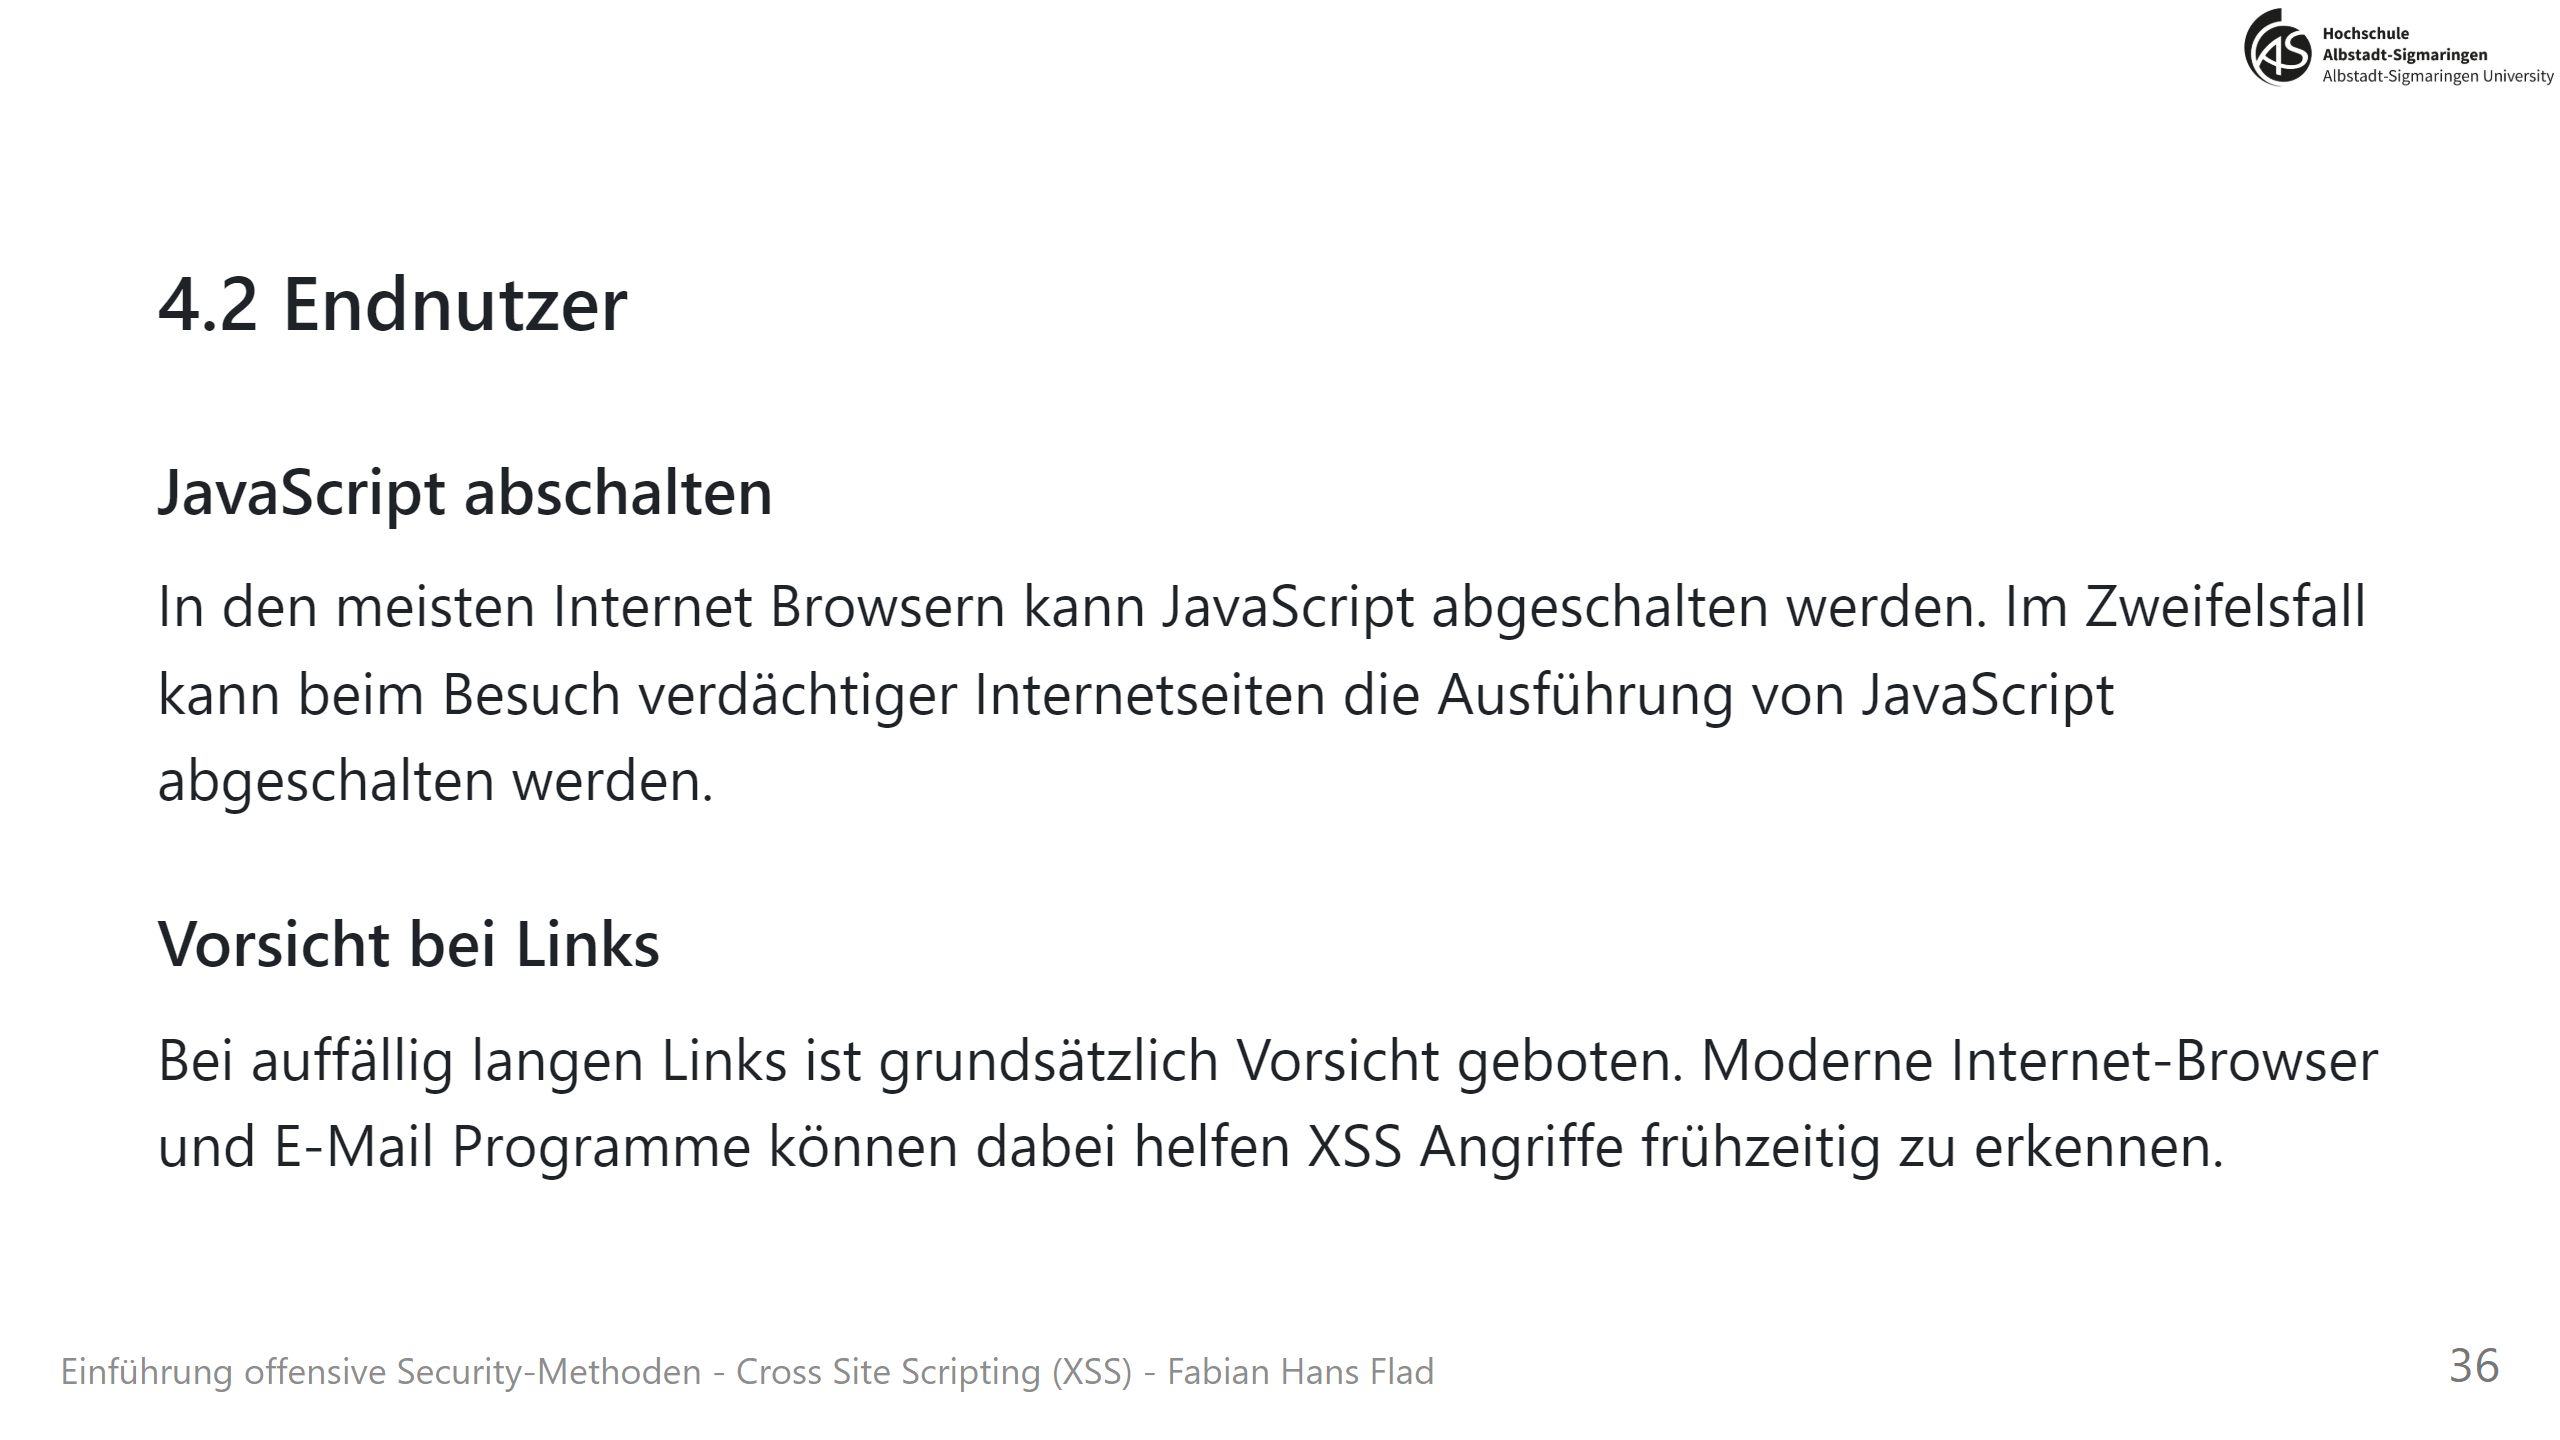 Hochschule
Albstadt-Sigmaringen
Albstadt-Sigmaringen University
4.2 Endnutzer
JavaScript abschalten
In den meisten Internet Browsern kann JavaScript abgeschalten werden. Im Zweifelsfall
kann beim Besuch verdächtiger Internetseiten die Ausführung von JavaScript
abgeschalten werden.
Vorsicht bei Links
Bei auffällig langen Links ist grundsätzlich Vorsicht geboten. Moderne Internet-Browser
und E-Mail Programme können dabei helfen XSS Angriffe frühzeitig zu erkennen.
Einführung offensive Security-Methoden - Cross Site Scripting (XSS) - Fabian Hans Flad
36